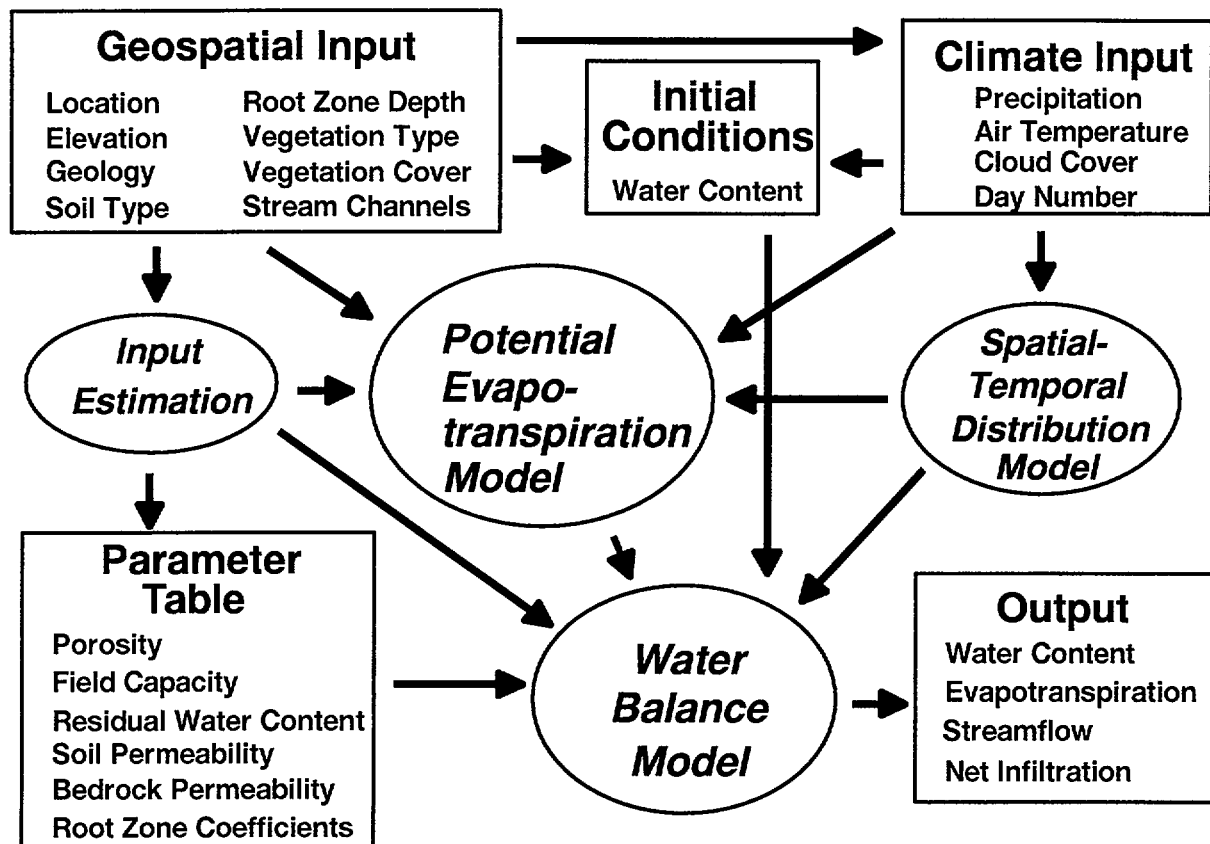 Geospatial Input
Location
Elevation
Geology
Soil Type
Root Zone Depth
Vegetation Type
Vegetation Cover
Stream Channels
Initial
Conditions
Water Content
Climate Input
Precipitation
Air Temperature
Cloud Cover
Day Number
Input
Estimation
Potential
Evapo-
transpiration
Model
Spatial-
Temporal
Distribution
Model
Parameter
Table
Porosity
Field Capacity
Residual Water Content
Soil Permeability
Bedrock Permeability
Root Zone Coefficients
Water
Balance
Model
Output
Water Content
Evapotranspiration
Streamflow
Net Infiltration